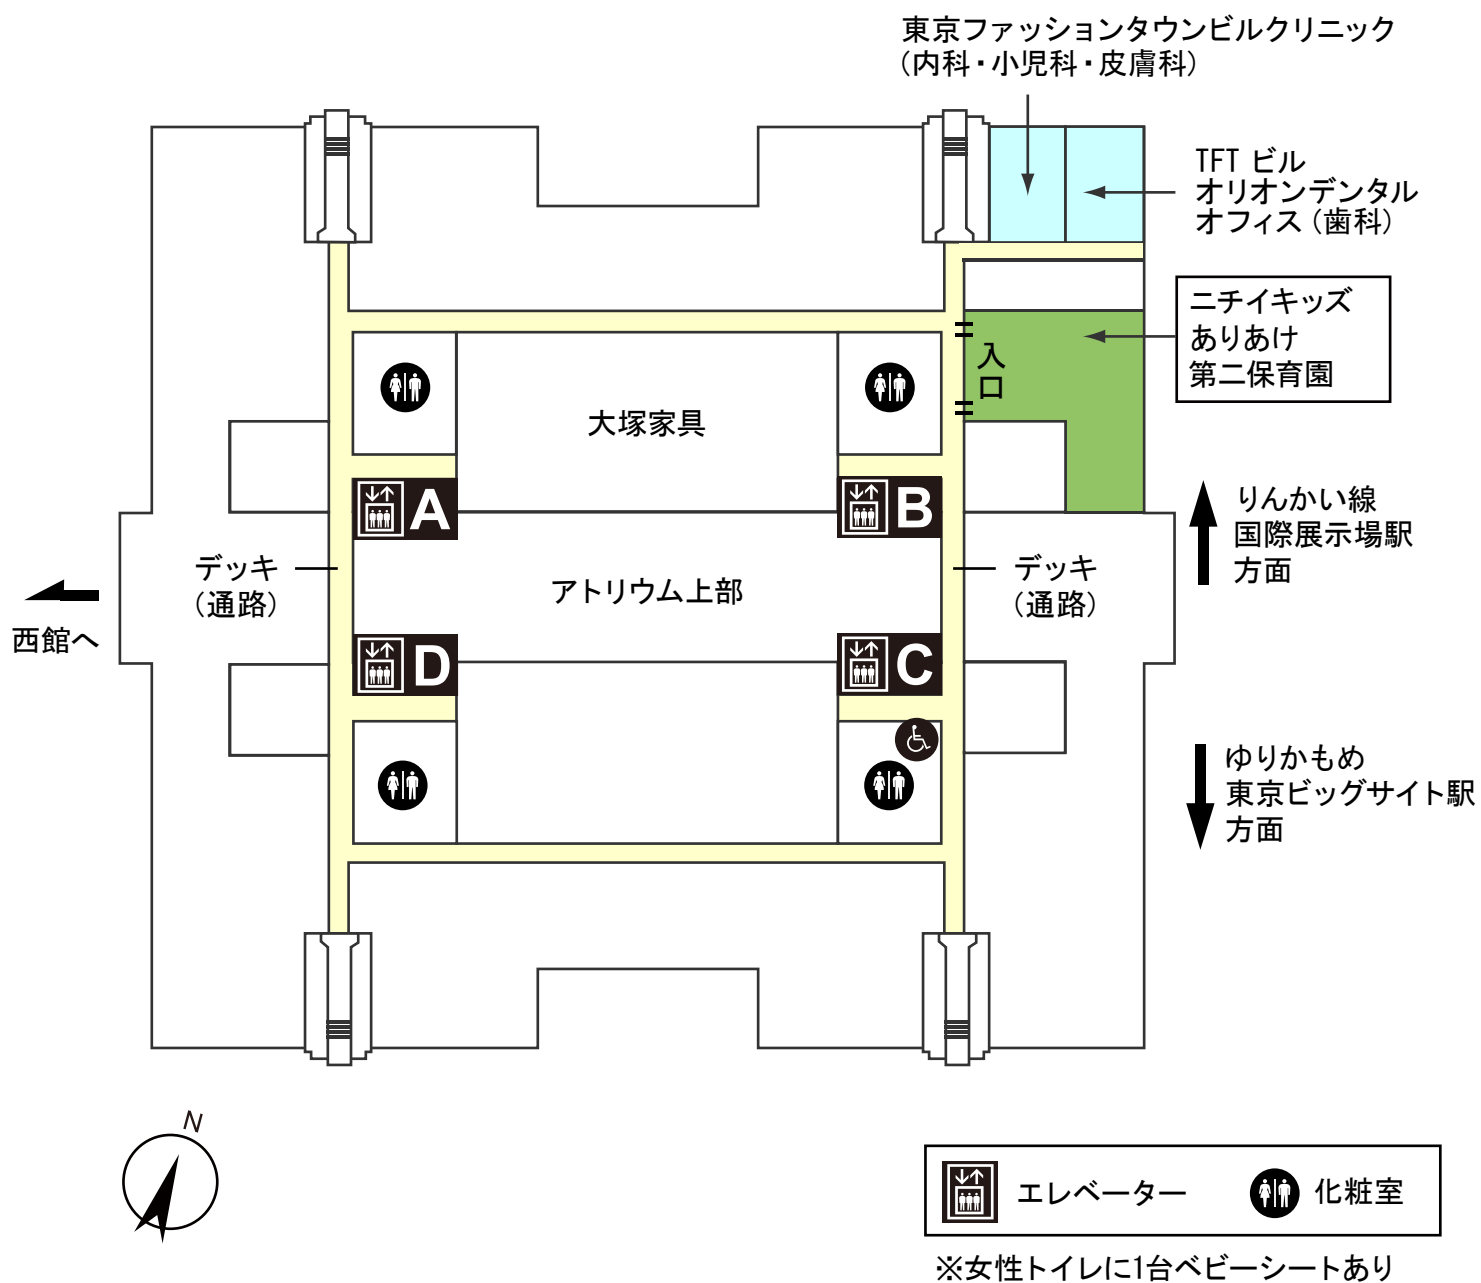 東京ファッションタウンビルクリニック
（内科・小児科・皮膚科）
TFT ビル
オリオンデンタル
オフィス（歯科）
ニチイキッズ
ありあけ
第二保育園
入口
大塚家具
A
B
りんかい線
国際展示場駅
方面
デッキ
（通路）
アトリウム上部
デッキ
（通路）
西館へ
D
C
ゆりかもめ
東京ビッグサイト駅
方面
N
エレベーター
化粧室
※女性トイレに1台ベビーシートあり